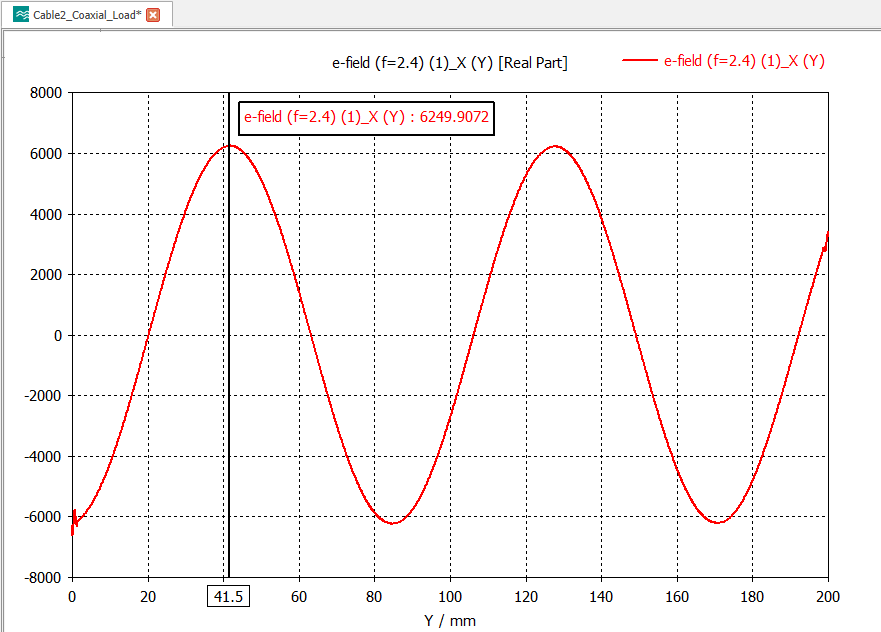 Cable2_Coaxial_Load*
e-field (f=2.4) (1)_X (Y) [Real Part]
e-field (f=2.4) (1)_X (Y)
e-field (f=2.4) (1)_X (Y) : 6249.9072
8000
6000
4000
2000
0
-2000
-4000
-6000
-8000
0 20 41.5 60 80 100 120 140 160 180 200
Y / mm